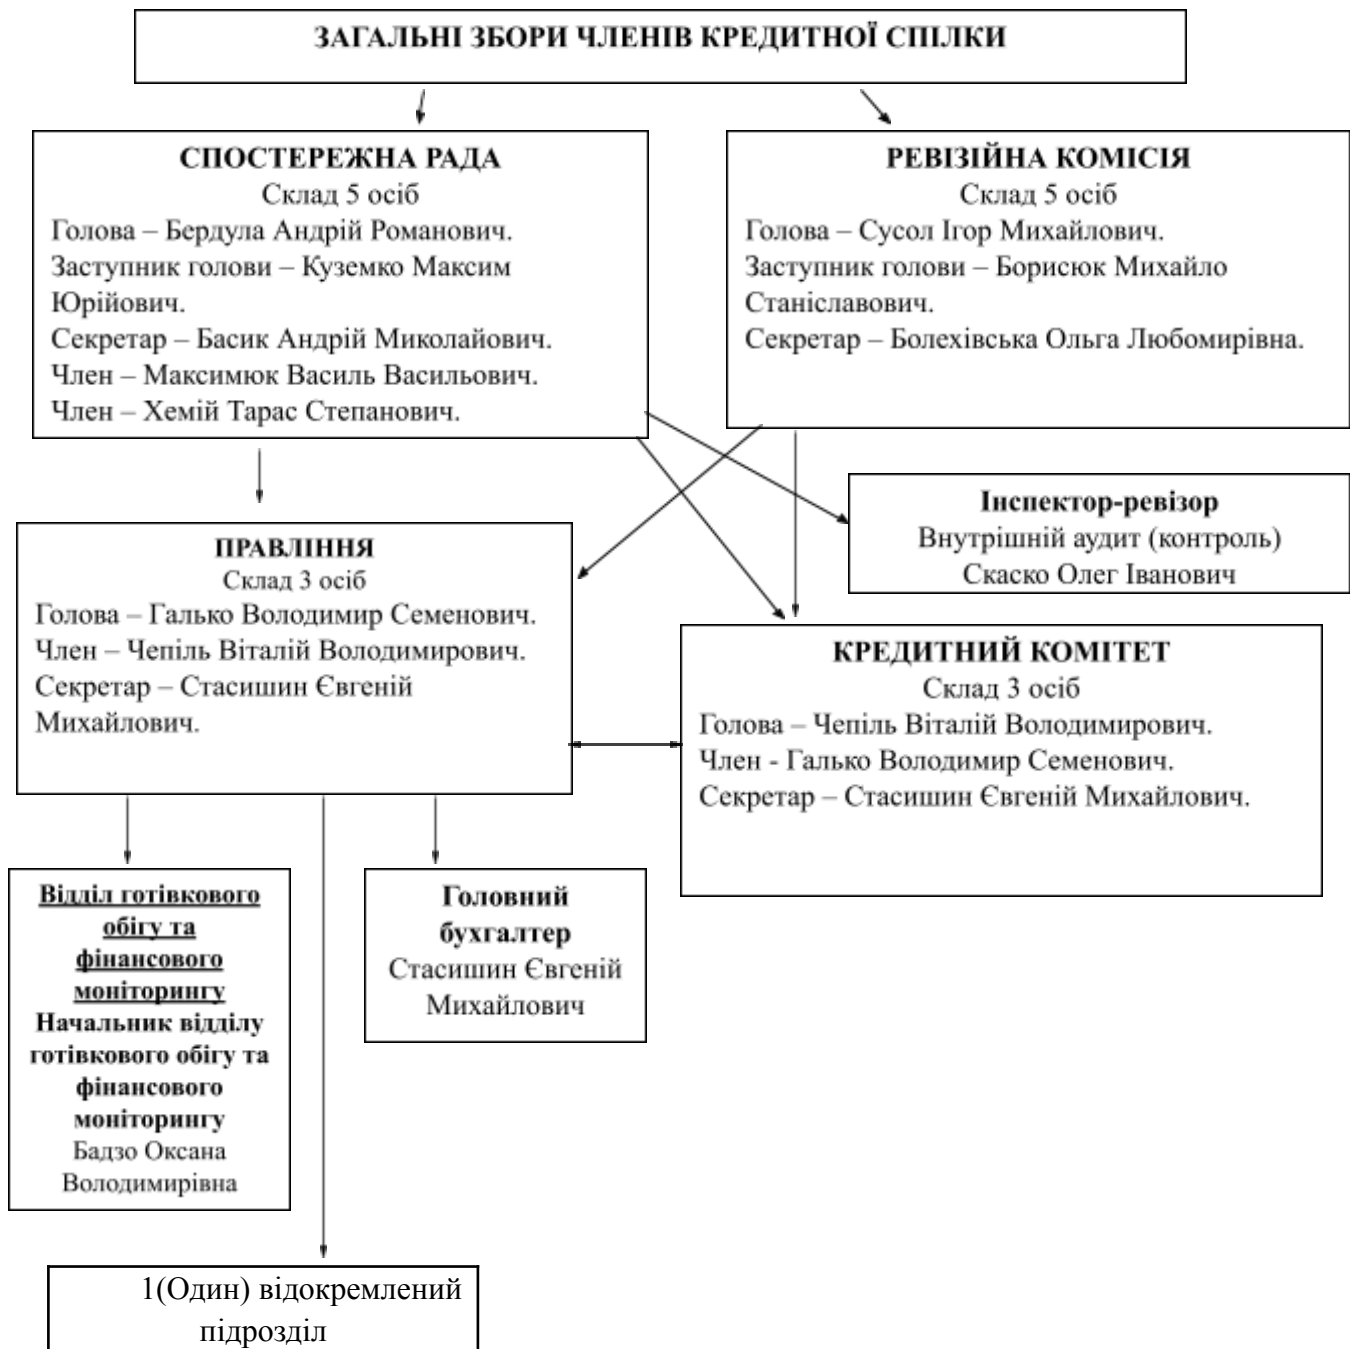 ЗАГАЛЬНІ ЗБОРИ ЧЛЕНІВ КРЕДИТНОЇ СПІЛКИ
СПОСТЕРЕЖНА РАДА
Склад 5 осіб
Голова – Бердула Андрій Романович.
Заступник голови – Куземко Максим
Юрійович.
Секретар – Басик Андрій Миколайович.
Член – Максимюк Василь Васильович.
Член – Хемій Тарас Степанович.
РЕВІЗІЙНА КОМІСІЯ
Склад 5 осіб
Голова – Сусол Ігор Михайлович.
Заступник голови – Борисюк Михайло
Станіславович.
Секретар – Болехівська Ольга Любомирівна.
Інспектор-ревізор
Внутрішній аудит (контроль)
Скаско Олег Іванович
ПРАВЛІННЯ
Склад 3 осіб
Голова – Галько Володимир Семенович.
Член – Чепіль Віталій Володимирович.
Секретар – Стасишин Євгеній
Михайлович.
КРЕДИТНИЙ КОМІТЕТ
Склад 3 осіб
Голова – Чепіль Віталій Володимирович.
Член - Галько Володимир Семенович.
Секретар – Стасишин Євгеній Михайлович.
Відділ готівкового
обігу та
фінансового
моніторингу
Начальник відділу
готівкового обігу та
фінансового
моніторингу
Бадзо Оксана
Володимирівна
Головний
бухгалтер
Стасишин Євгеній
Михайлович
1(Один) відокремлений
підрозділ